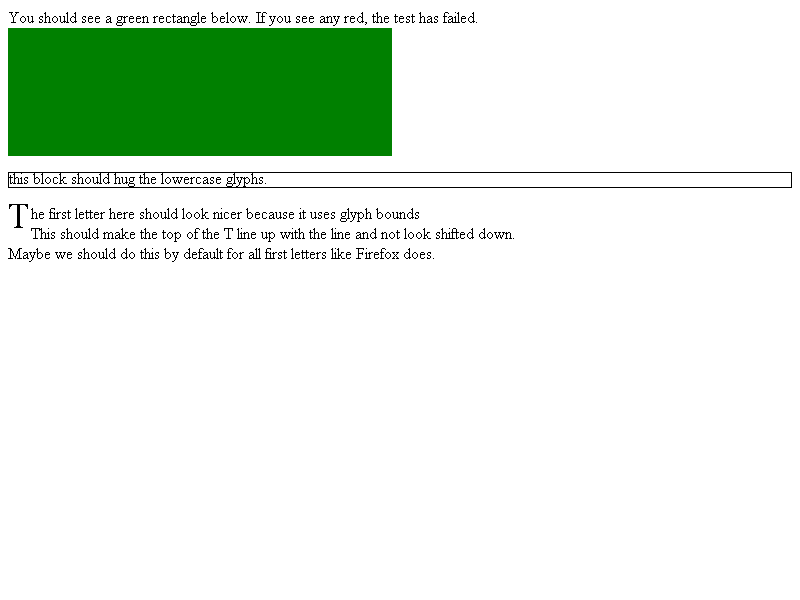 You should see a green rectangle below. If you see any red, the test has failed.
this block should hug the lowercase glyphs.
The first letter here should look nicer because it uses glyph bounds
This should make the top of the T line up with the line and not look shifted down.
Maybe we should do this by default for all first letters like Firefox does.